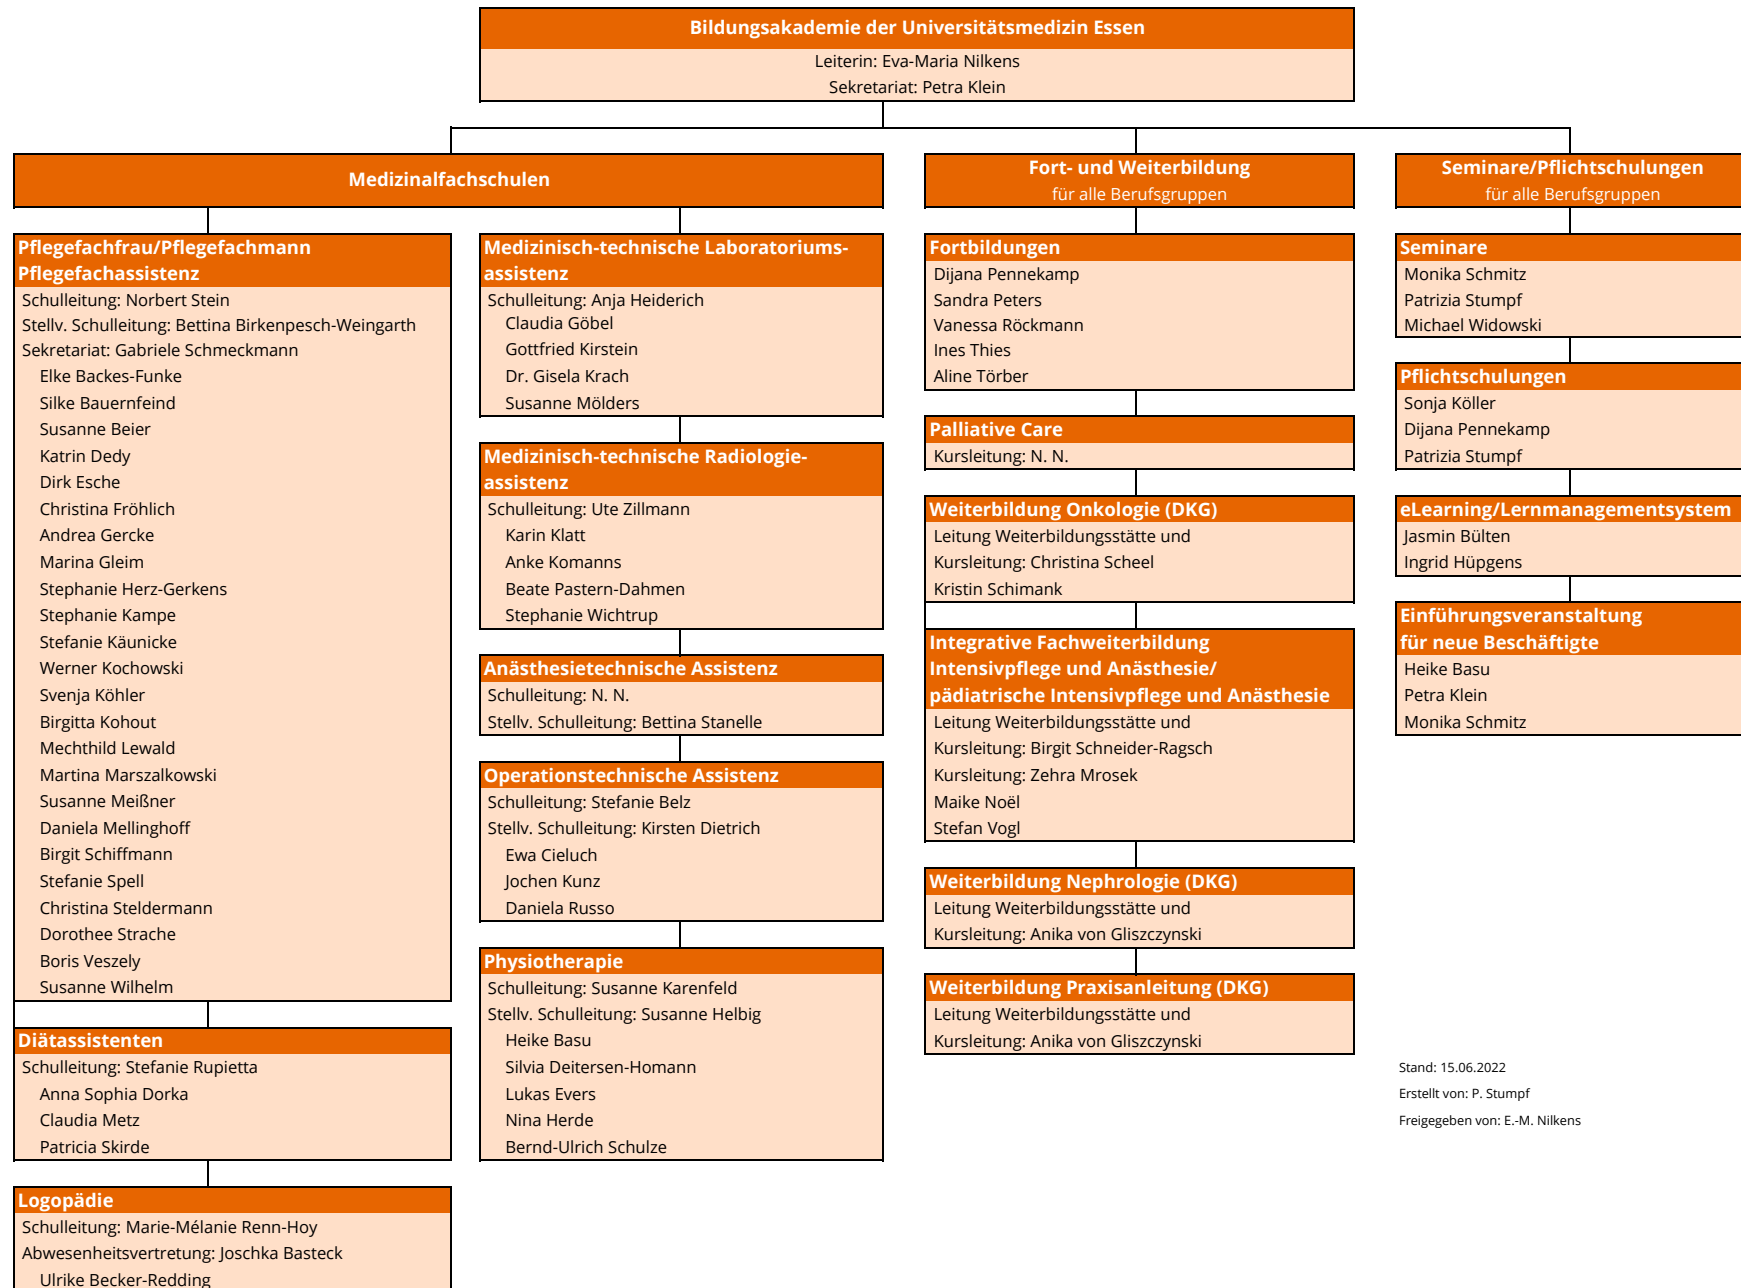 Bildungsakademie der Universitätsmedizin Essen
Leiterin: Eva-Maria Nilkens
Sekretariat: Petra Klein
Medizinalfachschulen
Pflegefachfrau/Pflegefachmann
Pflegefachassistenz
Schulleitung: Norbert Stein
Stellv. Schulleitung: Bettina Birkenpesch-Weingarth
Sekretariat: Gabriele Schmeckmann
Elke Backes-Funke
Silke Bauernfeind
Susanne Beier
Katrin Dedy
Dirk Esche
Christina Fröhlich
Andrea Gercke
Marina Gleim
Stephanie Herz-Gerkens
Stephanie Kampe
Stefanie Käunicke
Werner Kochowski
Svenja Köhler
Birgitta Kohout
Mechthild Lewald
Martina Marszalkowski
Susanne Meißner
Daniela Mellinghoff
Birgit Schiffmann
Stefanie Spell
Christina Steldermann
Dorothee Strache
Boris Veszely
Susanne Wilhelm
Diätassistenten
Schulleitung: Stefanie Rupietta
Anna Sophia Dorka
Claudia Metz
Patricia Skirde
Logopädie
Schulleitung: Marie-Mélanie Renn-Hoy
Abwesenheitsvertretung: Joschka Basteck
Ulrike Becker-Redding
Medizinisch-technische Laboratoriums-
assistenz
Schulleitung: Anja Heiderich
Claudia Göbel
Gottfried Kirstein
Dr. Gisela Krach
Susanne Mölders
Medizinisch-technische Radiologie-
assistenz
Schulleitung: Ute Zillmann
Karin Klatt
Anke Komanns
Beate Pastern-Dahmen
Stephanie Wichtrup
Anästhesietechnische Assistenz
Schulleitung: N. N.
Stellv. Schulleitung: Bettina Stanelle
Operationstechnische Assistenz
Schulleitung: Stefanie Belz
Stellv. Schulleitung: Kirsten Dietrich
Ewa Cieluch
Jochen Kunz
Daniela Russo
Physiotherapie
Schulleitung: Susanne Karenfeld
Stellv. Schulleitung: Susanne Helbig
Heike Basu
Silvia Deitersen-Homann
Lukas Evers
Nina Herde
Bernd-Ulrich Schulze
Fort- und Weiterbildung
für alle Berufsgruppen
Fortbildungen
Dijana Pennekamp
Sandra Peters
Vanessa Röckmann
Ines Thies
Aline Törber
Palliative Care
Kursleitung: N. N.
Weiterbildung Onkologie (DKG)
Leitung Weiterbildungsstätte und
Kursleitung: Christina Scheel
Kristin Schimank
Integrative Fachweiterbildung
Intensivpflege und Anästhesie/
pädiatrische Intensivpflege und Anästhesie
Leitung Weiterbildungsstätte und
Kursleitung: Birgit Schneider-Ragsch
Kursleitung: Zehra Mrosek
Maike Noël
Stefan Vogl
Weiterbildung Nephrologie (DKG)
Leitung Weiterbildungsstätte und
Kursleitung: Anika von Gliszczynski
Weiterbildung Praxisanleitung (DKG)
Leitung Weiterbildungsstätte und
Kursleitung: Anika von Gliszczynski
Seminare/Pflichtschulungen
für alle Berufsgruppen
Seminare
Monika Schmitz
Patrizia Stumpf
Michael Widowski
Pflichtschulungen
Sonja Köller
Dijana Pennekamp
Patrizia Stumpf
eLearning/Lernmanagementsystem
Jasmin Bülten
Ingrid Hüpgens
Einführungsveranstaltung
für neue Beschäftigte
Heike Basu
Petra Klein
Monika Schmitz
Stand: 15.06.2022
Erstellt von: P. Stumpf
Freigegeben von: E.-M. Nilkens